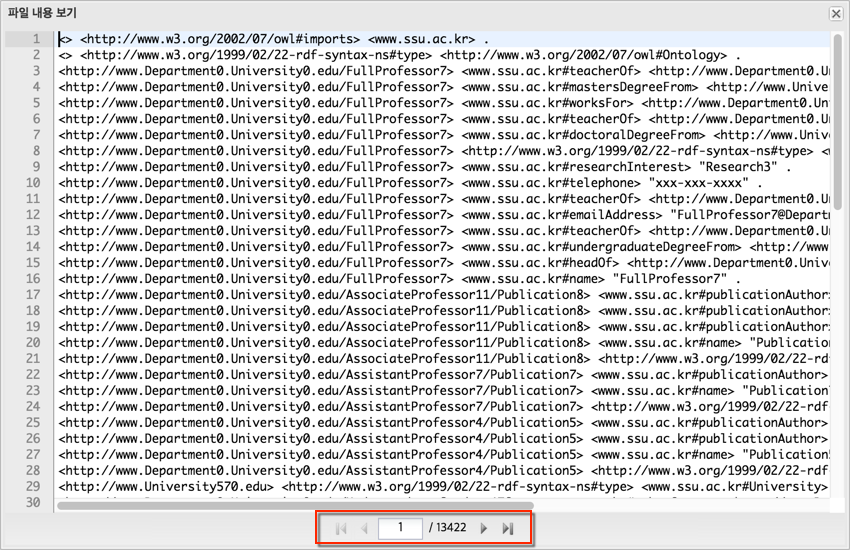 파일 내용 보기
1 <> <http://www.w3.org/2002/07/owl#imports> <www.ssu.ac.kr> .
2 <> <http://www.w3.org/1999/02/22-rdf-syntax-ns#type> <http://www.w3.org/2002/07/owl#Ontology> .
3 <http://www.Department0.University0.edu/FullProfessor7> <www.ssu.ac.kr#teacherOf> <http://www.Department0.Un
4 <http://www.Department0.University0.edu/FullProfessor7> <www.ssu.ac.kr#mastersDegreeFrom> <http://www.Univer
5 <http://www.Department0.University0.edu/FullProfessor7> <www.ssu.ac.kr#worksFor> <http://www.Department0.Uni
6 <http://www.Department0.University0.edu/FullProfessor7> <www.ssu.ac.kr#teacherOf> <http://www.Department0.Un
7 <http://www.Department0.University0.edu/FullProfessor7> <www.ssu.ac.kr#doctoralDegreeFrom> <http://www.Unive
8 <http://www.Department0.University0.edu/FullProfessor7> <http://www.w3.org/1999/02/22-rdf-syntax-ns#type> <w
9 <http://www.Department0.University0.edu/FullProfessor7> <www.ssu.ac.kr#researchInterest> "Research3" .
10 <http://www.Department0.University0.edu/FullProfessor7> <www.ssu.ac.kr#telephone> "xxx-xxx-xxxx" .
11 <http://www.Department0.University0.edu/FullProfessor7> <www.ssu.ac.kr#teacherOf> <http://www.Department0.Un
12 <http://www.Department0.University0.edu/FullProfessor7> <www.ssu.ac.kr#emailAddress> "FullProfessor7@Departm
13 <http://www.Department0.University0.edu/FullProfessor7> <www.ssu.ac.kr#teacherOf> <http://www.Department0.Un
14 <http://www.Department0.University0.edu/FullProfessor7> <www.ssu.ac.kr#undergraduateDegreeFrom> <http://www.
15 <http://www.Department0.University0.edu/FullProfessor7> <www.ssu.ac.kr#headOf> <http://www.Department0.Unive
16 <http://www.Department0.University0.edu/FullProfessor7> <www.ssu.ac.kr#name> "FullProfessor7" .
17 <http://www.Department0.University0.edu/AssociateProfessor11/Publication8> <www.ssu.ac.kr#publicationAuthor>
18 <http://www.Department0.University0.edu/AssociateProfessor11/Publication8> <www.ssu.ac.kr#publicationAuthor>
19 <http://www.Department0.University0.edu/AssociateProfessor11/Publication8> <www.ssu.ac.kr#publicationAuthor>
20 <http://www.Department0.University0.edu/AssociateProfessor11/Publication8> <www.ssu.ac.kr#name> "Publication
21 <http://www.Department0.University0.edu/AssociateProfessor11/Publication8> <http://www.w3.org/1999/02/22-rdf
22 <http://www.Department0.University0.edu/AssistantProfessor7/Publication7> <www.ssu.ac.kr#publicationAuthor>
23 <http://www.Department0.University0.edu/AssistantProfessor7/Publication7> <www.ssu.ac.kr#name> "Publication7
24 <http://www.Department0.University0.edu/AssistantProfessor7/Publication7> <http://www.w3.org/1999/02/22-rdf-
25 <http://www.Department0.University0.edu/AssistantProfessor4/Publication5> <www.ssu.ac.kr#publicationAuthor>
26 <http://www.Department0.University0.edu/AssistantProfessor4/Publication5> <www.ssu.ac.kr#publicationAuthor>
27 <http://www.Department0.University0.edu/AssistantProfessor4/Publication5> <www.ssu.ac.kr#name> "Publication5
28 <http://www.Department0.University0.edu/AssistantProfessor4/Publication5> <http://www.w3.org/1999/02/22-rdf-
29 <http://www.University570.edu> <http://www.w3.org/1999/02/22-rdf-syntax-ns#type> <www.ssu.ac.kr#University>
30
1 / 13422